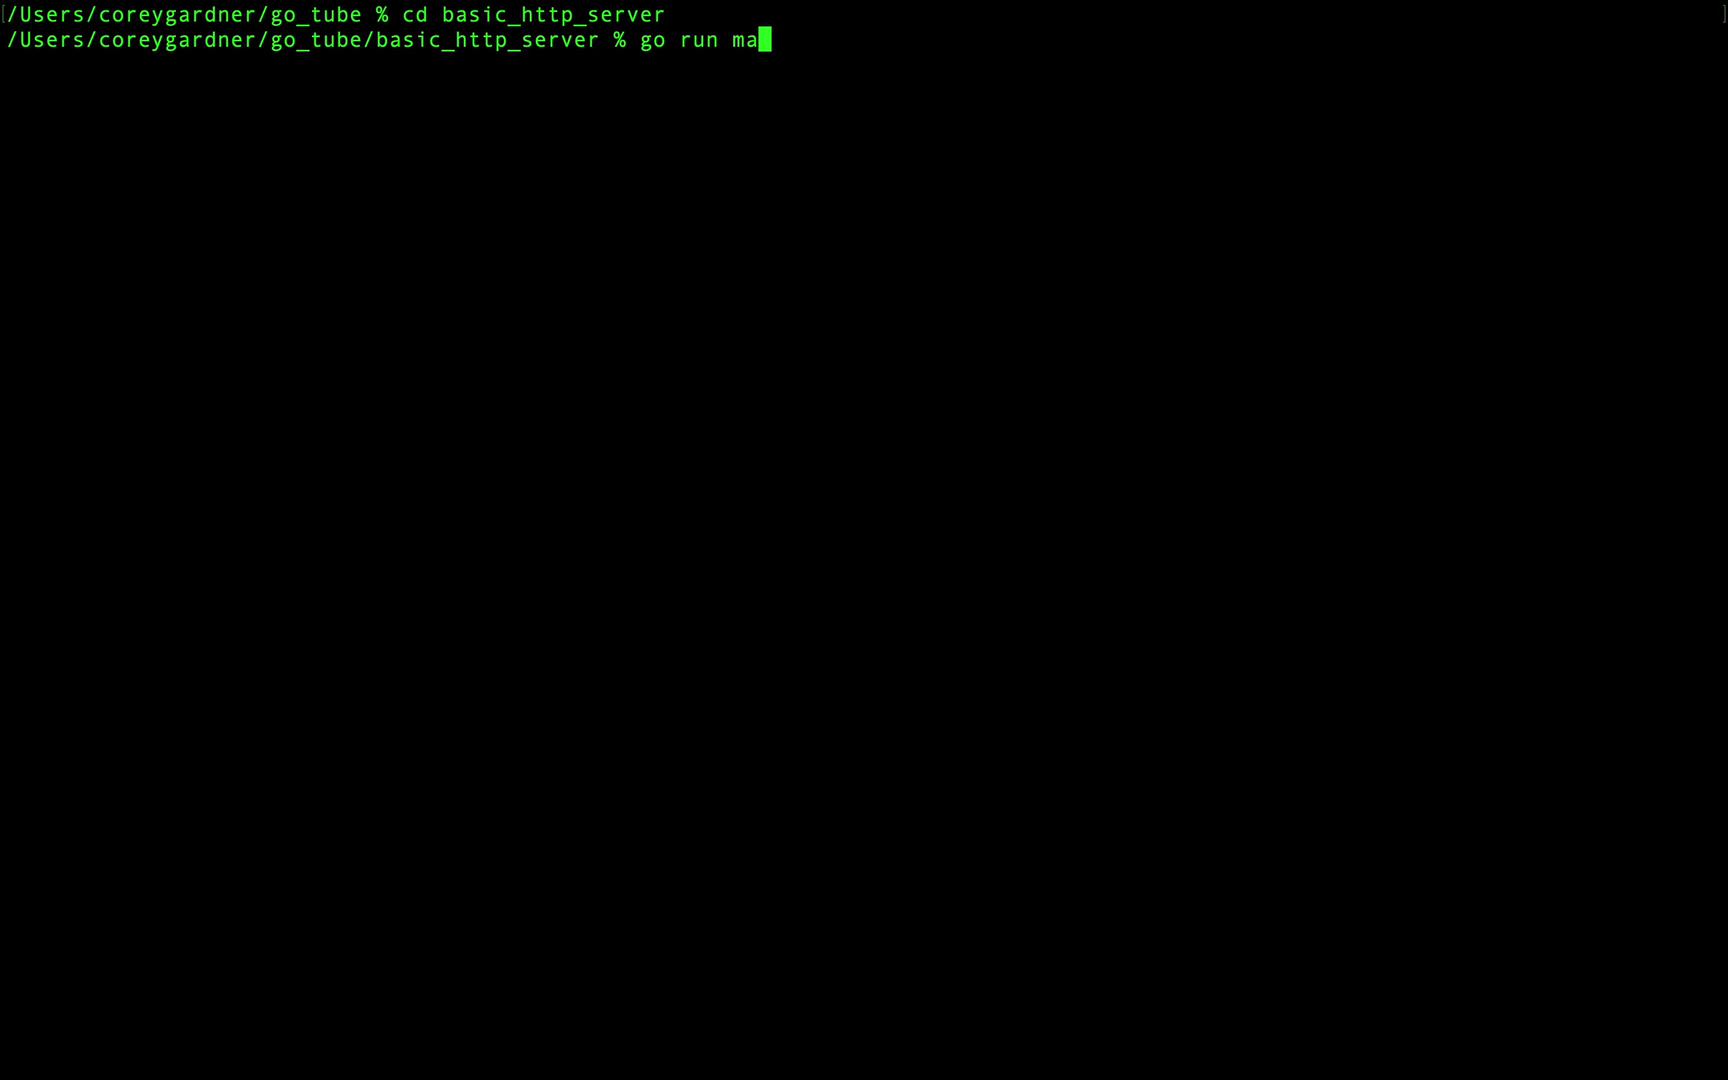 /Users/coreygardner/go_tube % cd basic_http_server
/Users/coreygardner/go_tube/basic_http_server % go run ma